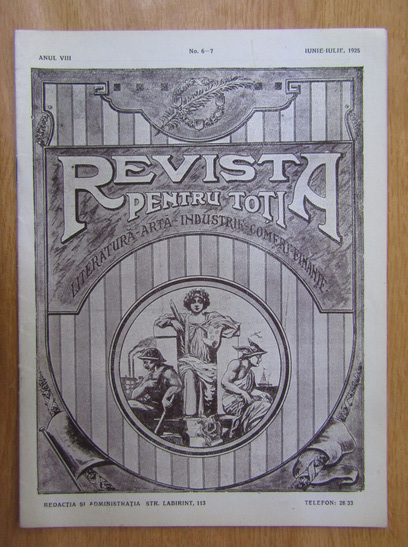 ANUL VIII No. 6-7 IUNIE-IULIE, 1925
REVISTA
PENTRU TOȚI
LITERATURĂ-ARTA-INDUSTRIE-COMERȚ-FINANȚE
REDACȚIA ȘI ADMINISTRAȚIA STR. LABIRINT, 113 TELEFON: 28 23